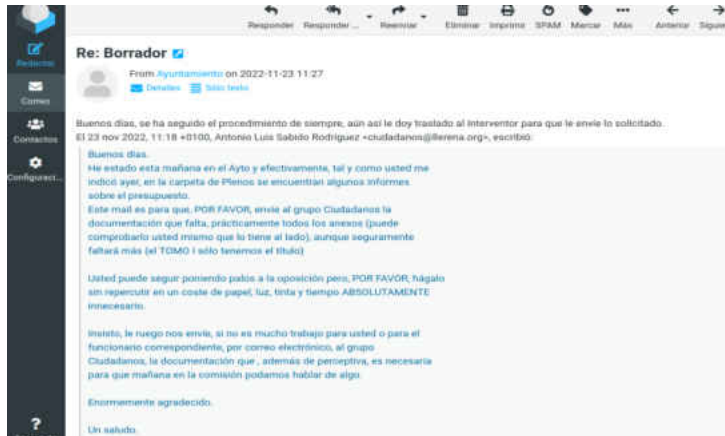 Responder Responder ... Reenviar Eliminar Imprimir SPAM Marcar Más Anterior
Redactar
Correo
Contactos
Configuraci...
?
Re: Borrador
From Ayuntamiento on 2022-11-23 11:27
Detalles Sólo texto
Buenos días, se ha seguido el procedimiento de siempre, aún así le doy traslado al Interventor para que le envíe lo solicitado.
El 23 nov 2022, 11:18 +0100, Antonio Luis Sabido Rodríguez <ciudadanos@llerena.org>, escribió:
Buenos días.
He estado esta mañana en el Ayto y efectivamente, tal y como usted me
indicó ayer, en la carpeta de Plenos se encuentran algunos informes
sobre el presupuesto.
Este mail es para que, POR FAVOR, envíe al grupo Ciudadanos la
documentación que falta, prácticamente todos los anexos (puede
comprobarlo usted mismo que lo tiene al lado), aunque seguramente
faltará más (el TOMO I sólo tenemos el título)
Usted puede seguir poniendo palos a la oposición pero, POR FAVOR, hágalo
sin repercutir en un coste de papel, luz, tinta y tiempo ABSOLUTAMENTE
innecesario.
Insisto, le ruego nos envíe, si no es mucho trabajo para usted o para el
funcionario correspondiente, por correo electrónico, al grupo
Ciudadanos, la documentación que , además de perceptiva, es necesaria
para que mañana en la comisión podamos hablar de algo.
Enormemente agradecido.
Un saludo.